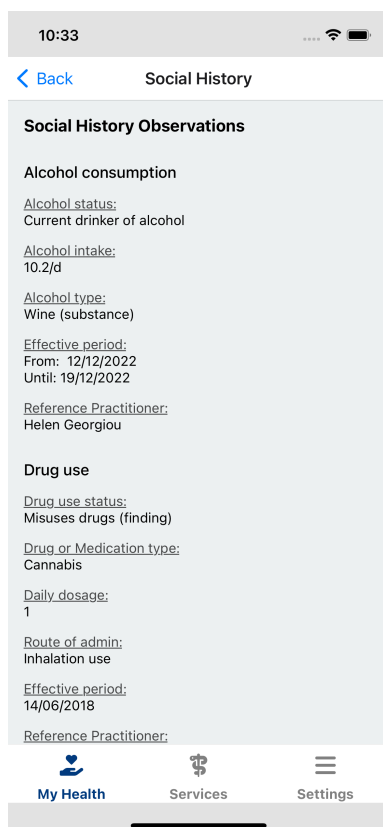 10:33
Back
Social History
Social History Observations
Alcohol consumption
Alcohol status:
Current drinker of alcohol
Alcohol intake:
10.2/d
Alcohol type:
Wine (substance)
Effective period:
From: 12/12/2022
Until: 19/12/2022
Reference Practitioner:
Helen Georgiou
Drug use
Drug use status:
Misuses drugs (finding)
Drug or Medication type:
Cannabis
Daily dosage:
1
Route of admin:
Inhalation use
Effective period:
14/06/2018
Reference Practitioner:
My Health
Services
Settings